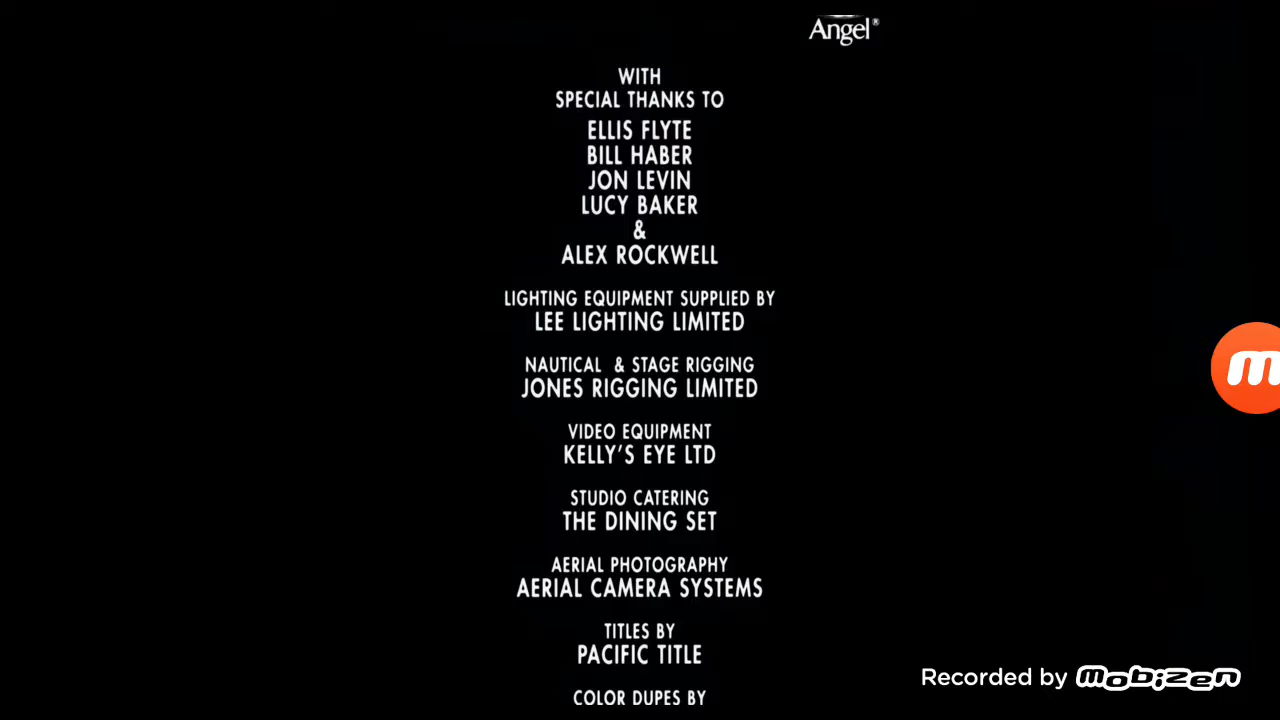 Angel®
WITH
SPECIAL THANKS TO
ELLIS FLYTE
BILL HABER
JON LEVIN
LUCY BAKER
&
ALEX ROCKWELL
LIGHTING EQUIPMENT SUPPLIED BY
LEE LIGHTING LIMITED
NAUTICAL & STAGE RIGGING
JONES RIGGING LIMITED
VIDEO EQUIPMENT
KELLY'S EYE LTD
STUDIO CATERING
THE DINING SET
AERIAL PHOTOGRAPHY
AERIAL CAMERA SYSTEMS
TITLES BY
PACIFIC TITLE
COLOR DUPES BY
Recorded by mobizen